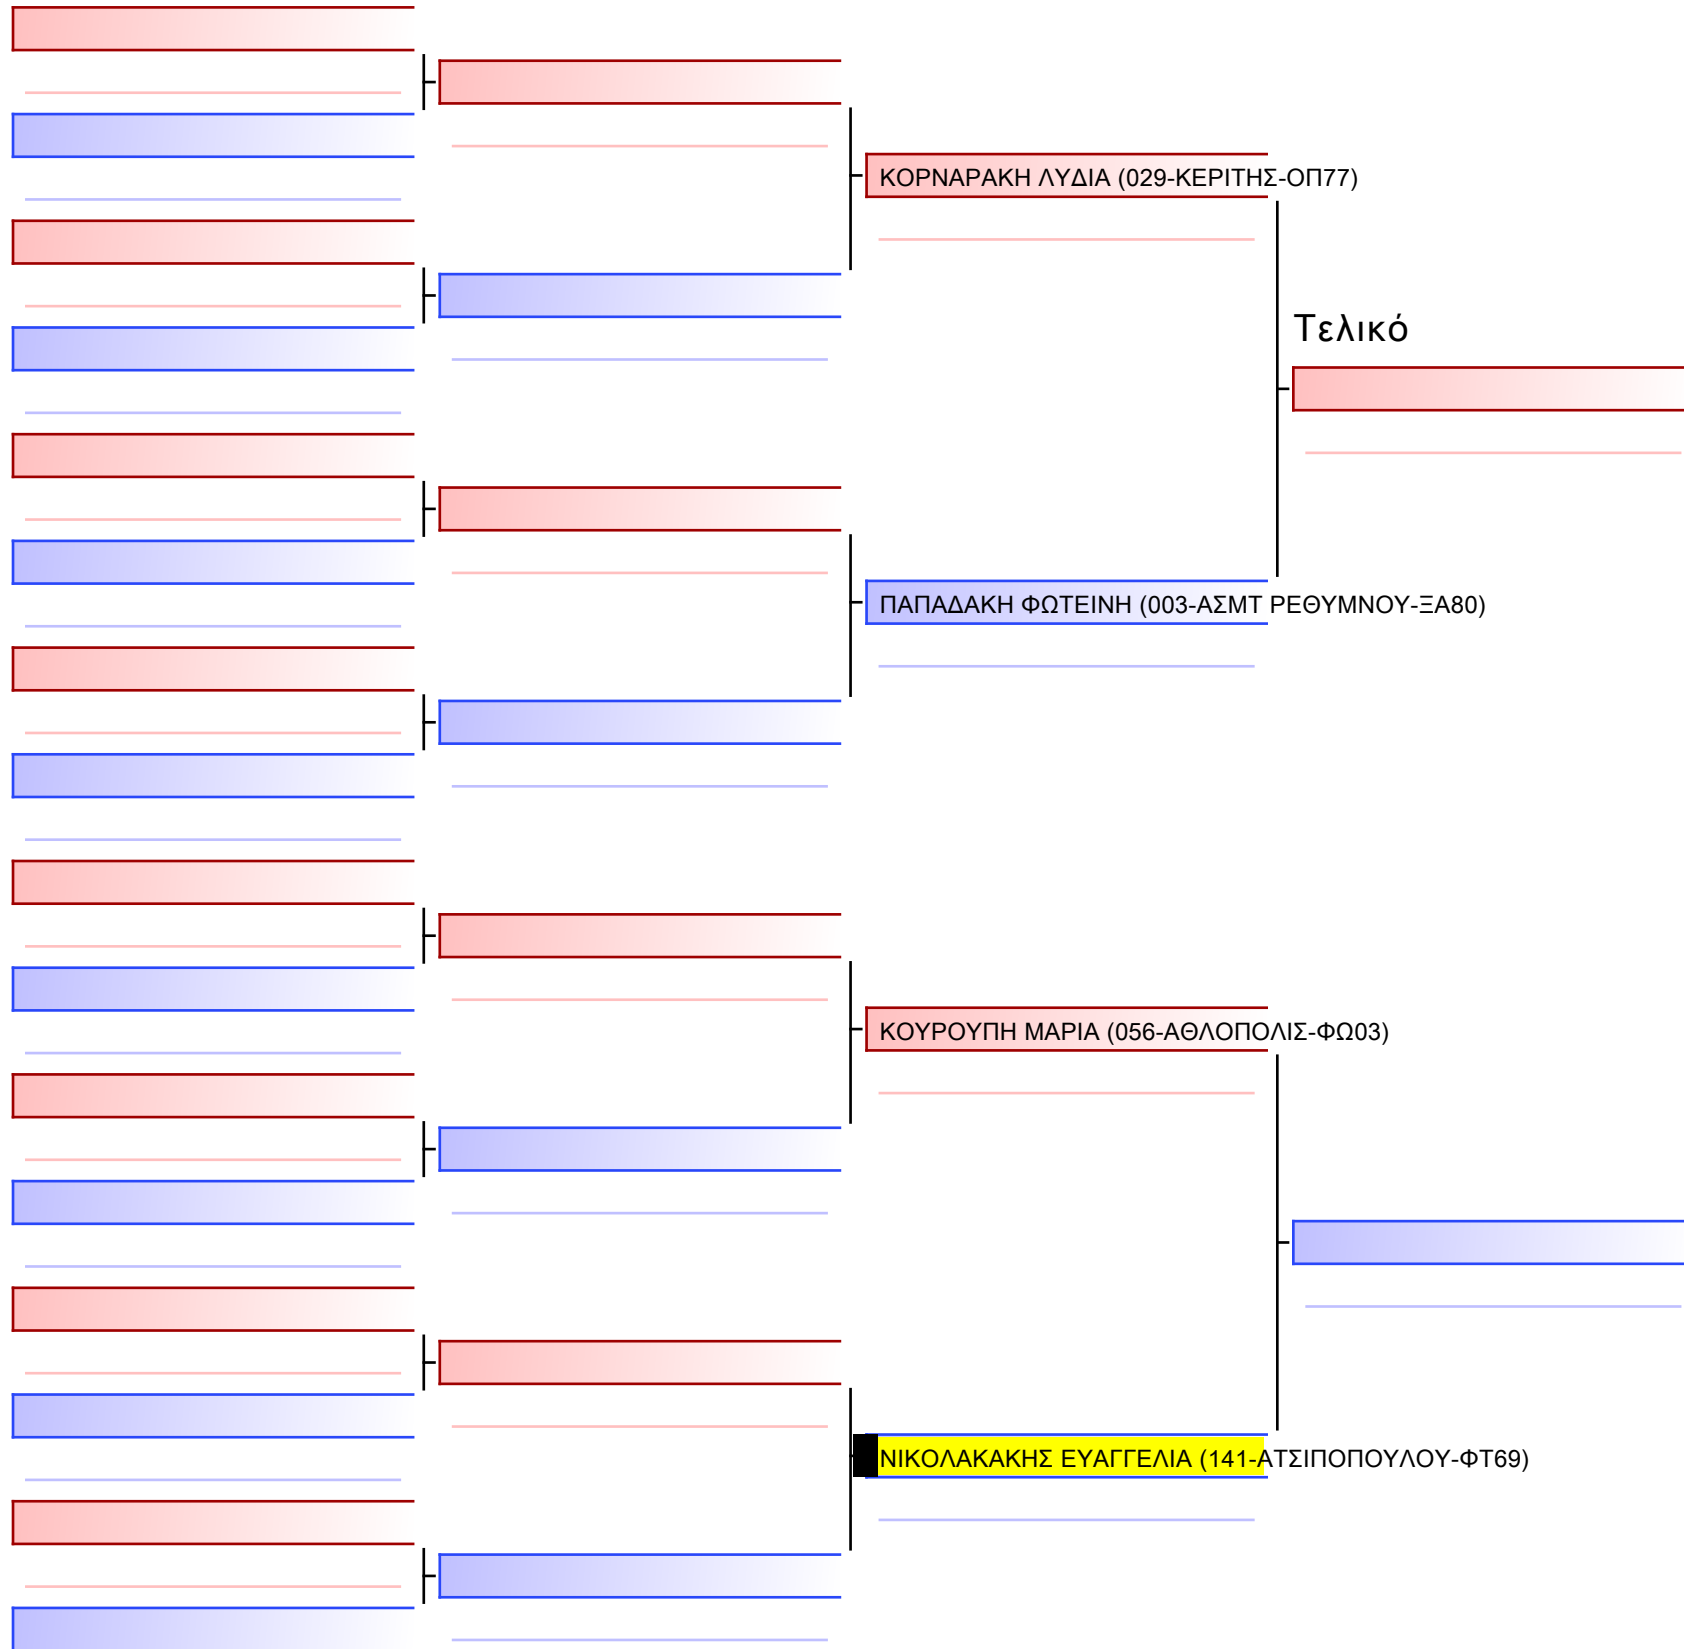 ΚΟΡΝΑΡΑΚΗ ΛΥΔΙΑ (029-ΚΕΡΙΤΗΣ-ΟΠ77)
Τελικό
ΠΑΠΑΔΑΚΗ ΦΩΤΕΙΝΗ (003-ΑΣΜΤ ΡΕΘΥΜΝΟΥ-ΞΑ80)
ΚΟΥΡΟΥΠΗ ΜΑΡΙΑ (056-ΑΘΛΟΠΟΛΙΣ-ΦΩ03)
ΝΙΚΟΛΑΚΑΚΗΣ ΕΥΑΓΓΕΛΙΑ (141-ΑΤΣΙΠΟΠΟΥΛΟΥ-ΦΤ69)